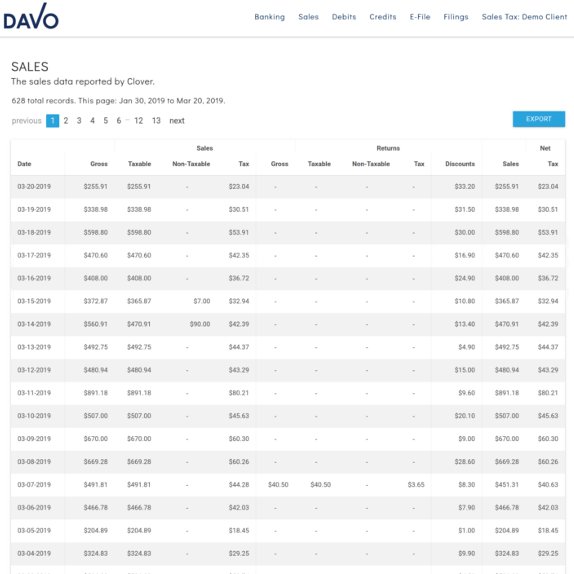 DAVO
Banking Sales Debits Credits E-File Filings Sales Tax: Demo Client
SALES
The sales data reported by Clover.
628 total records. This page: Jan 30, 2019 to Mar 20, 2019.
previous 1 2 3 4 5 6 ... 12 13 next
EXPORT
Sales Returns Net
Date Gross Taxable Non-Taxable Tax Gross Taxable Non-Taxable Tax Discounts Sales Tax
03-20-2019 $255.91 $255.91 - $23.04 - - - - $33.20 $255.91 $23.04
03-19-2019 $338.98 $338.98 - $30.51 - - - - $31.50 $338.98 $30.51
03-18-2019 $598.80 $598.80 - $53.91 - - - - $30.00 $598.80 $53.91
03-17-2019 $470.60 $470.60 - $42.35 - - - - $16.90 $470.60 $42.35
03-16-2019 $408.00 $408.00 - $36.72 - - - - $24.90 $408.00 $36.72
03-15-2019 $372.87 $365.87 $7.00 $32.94 - - - - $10.80 $365.87 $32.94
03-14-2019 $560.91 $470.91 $90.00 $42.39 - - - - $13.40 $470.91 $42.39
03-13-2019 $492.75 $492.75 - $44.37 - - - - $4.90 $492.75 $44.37
03-12-2019 $480.94 $480.94 - $43.29 - - - - $15.00 $480.94 $43.29
03-11-2019 $891.18 $891.18 - $80.21 - - - - $9.60 $891.18 $80.21
03-10-2019 $507.00 $507.00 - $45.63 - - - - $20.10 $507.00 $45.63
03-09-2019 $670.00 $670.00 - $60.30 - - - - $9.00 $670.00 $60.30
03-08-2019 $669.28 $669.28 - $60.26 - - - - $28.60 $669.28 $60.26
03-07-2019 $491.81 $491.81 - $44.28 $40.50 $40.50 - $3.65 $8.30 $451.31 $40.63
03-06-2019 $466.78 $466.78 - $42.03 - - - - $7.90 $466.78 $42.03
03-05-2019 $204.89 $204.89 - $18.45 - - - - $1.00 $204.89 $18.45
03-04-2019 $324.83 $324.83 - $29.25 - - - - $9.90 $324.83 $29.25